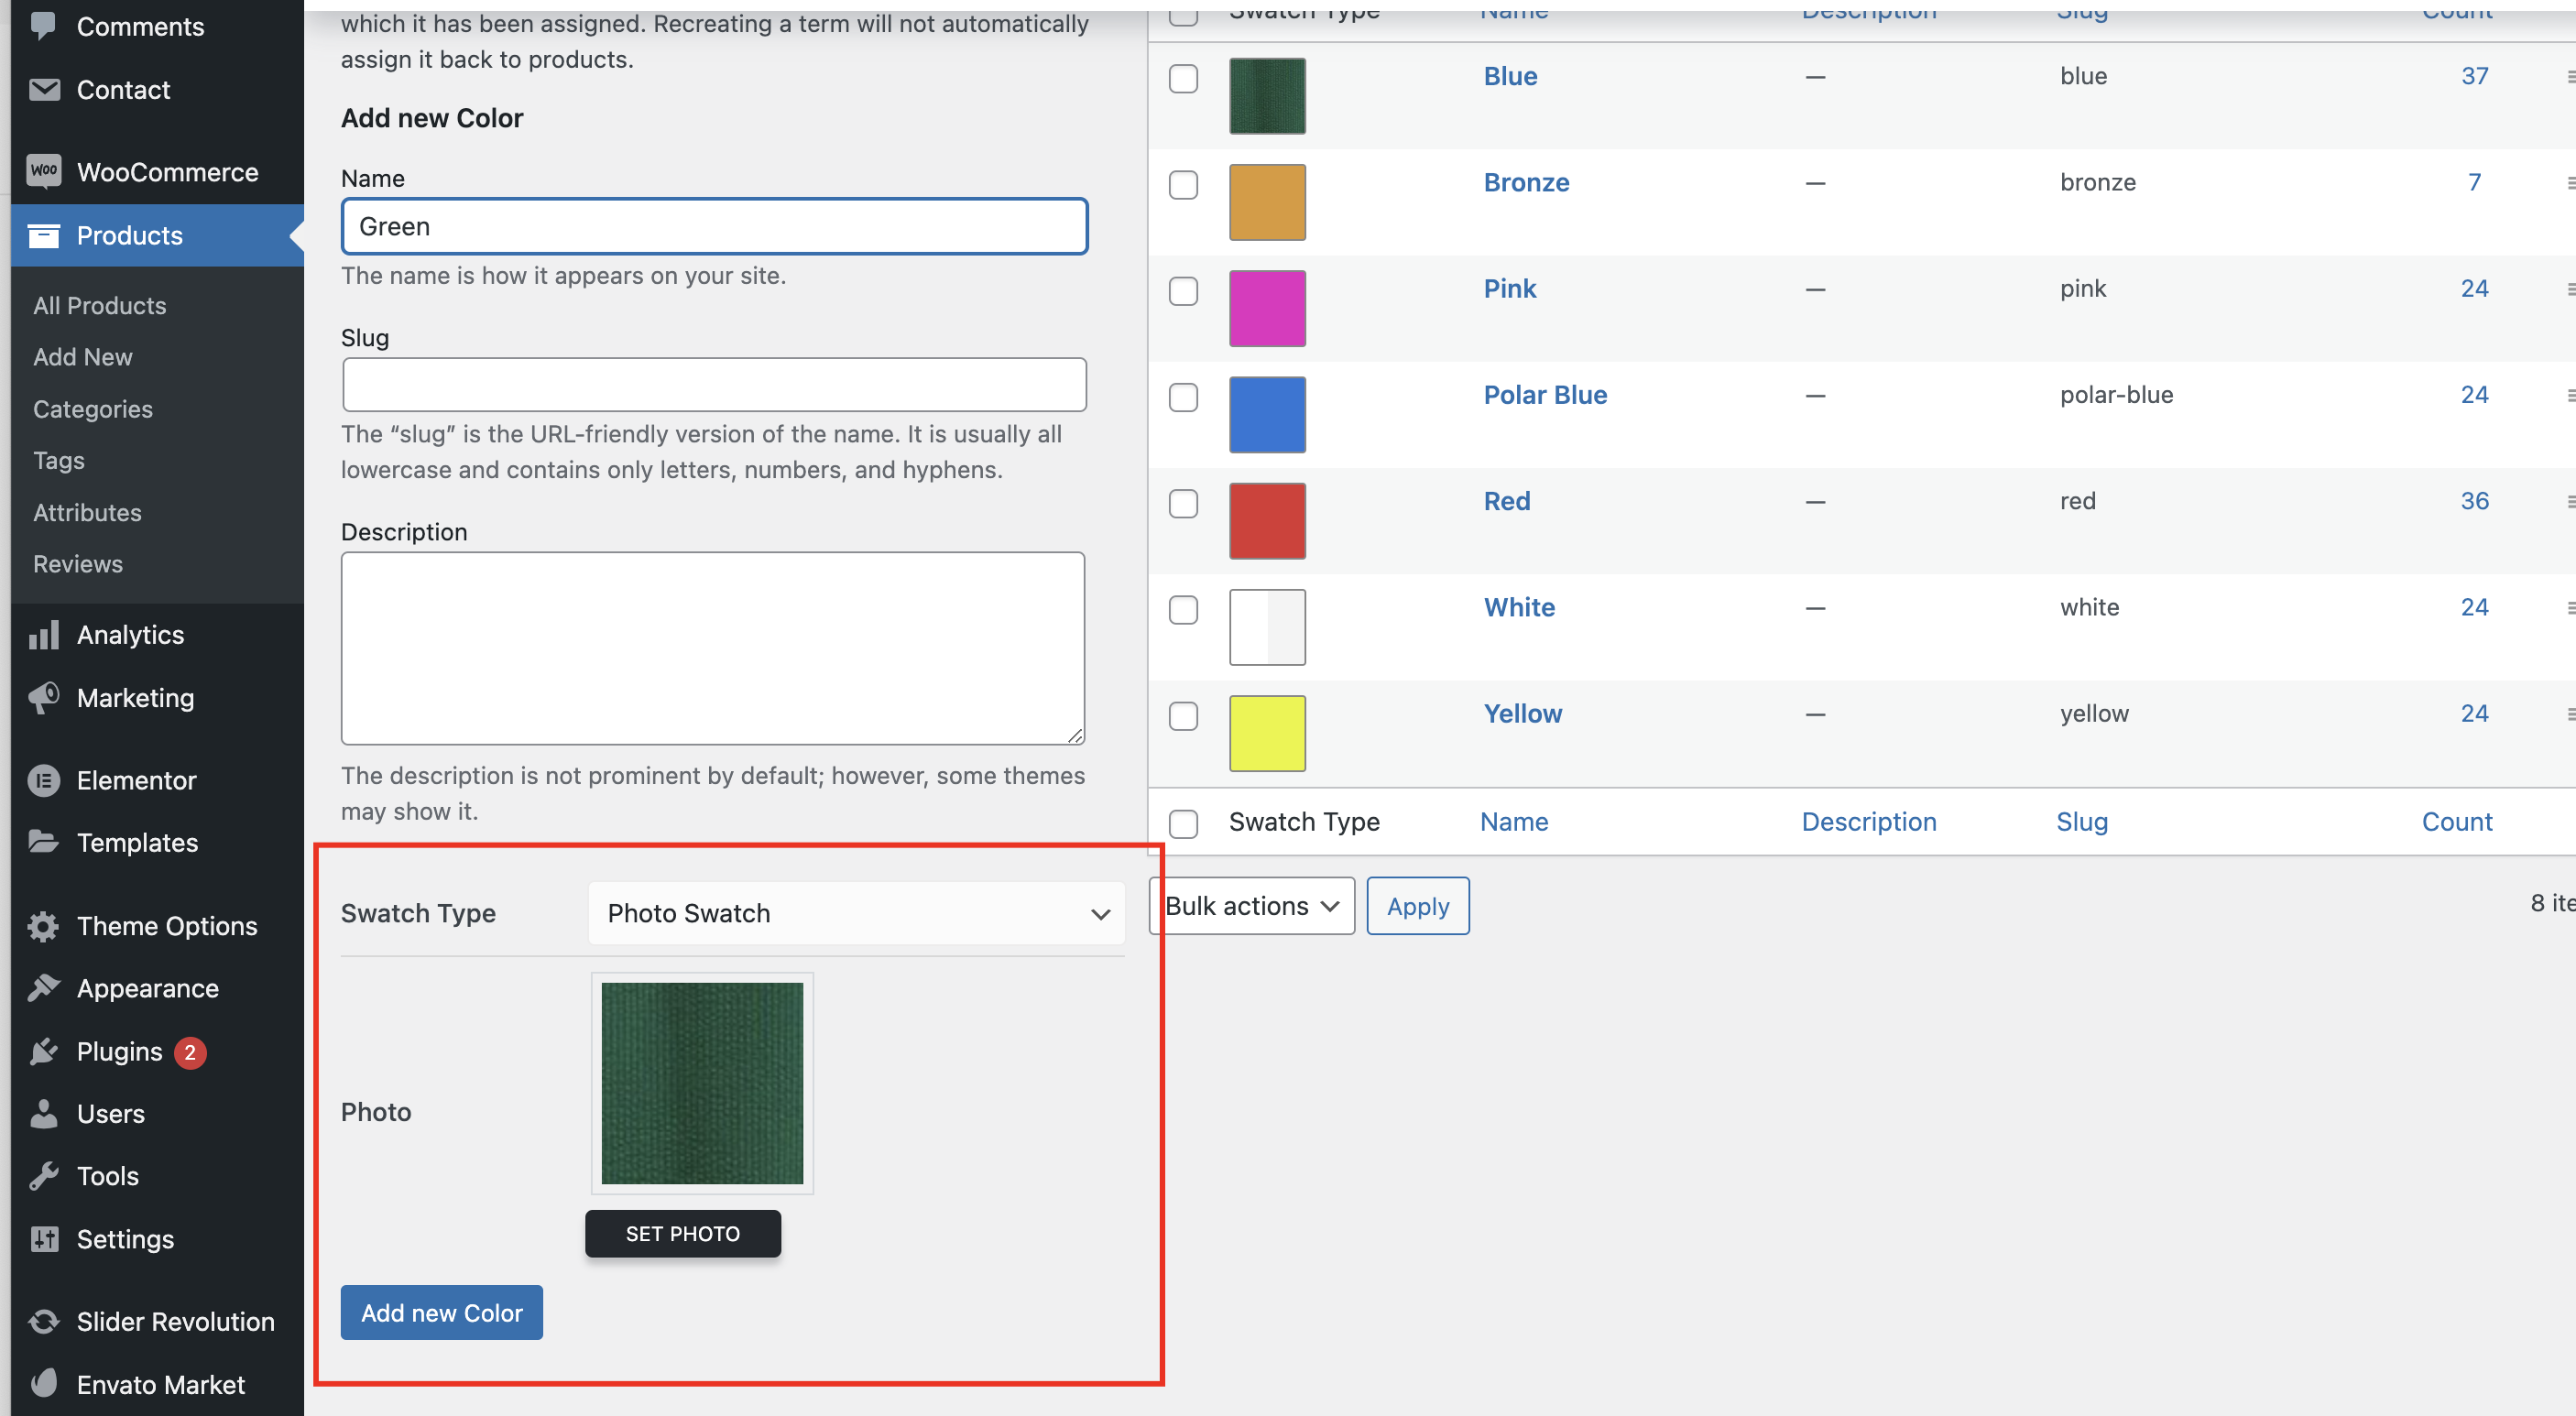 Comments
Contact
WOO WooCommerce
Products
All Products
Add New
Categories
Tags
Attributes
Reviews
Analytics
Marketing
Elementor
Templates
Theme Options
Appearance
Plugins 2
Users
Tools
Settings
Slider Revolution
Envato Market
which it has been assigned. Recreating a term will not automatically
assign it back to products.
Add new Color
Name
Green
The name is how it appears on your site.
Slug
The “slug” is the URL-friendly version of the name. It is usually all
lowercase and contains only letters, numbers, and hyphens.
Description
The description is not prominent by default; however, some themes
may show it.
Swatch Type
Photo Swatch
Photo
SET PHOTO
Add new Color
Swatch Type Name Description Slug Count
Blue — blue 37
Bronze — bronze 7
Pink — pink 24
Polar Blue — polar-blue 24
Red — red 36
White — white 24
Yellow — yellow 24
Swatch Type Name Description Slug Count
Bulk actions Apply
8